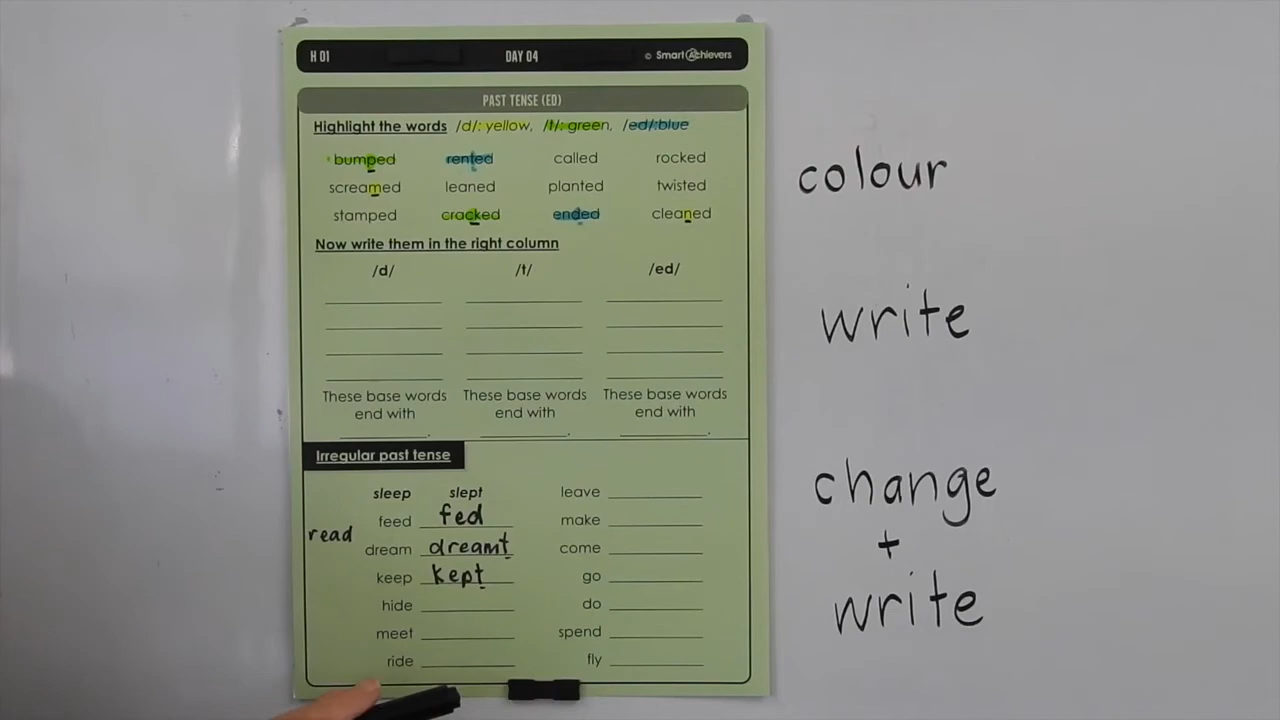 H 01 DAY 04 © Smart Achievers
PAST TENSE (ED)
Highlight the words /d/: yellow, /t/: green, /ed/:blue
bumped rented called rocked
screamed leaned planted twisted
stamped cracked ended cleaned
Now write them in the right column
/d/ /t/ /ed/
These base words These base words These base words
end with end with end with
Irregular past tense
sleep slept leave
feed fed make
read
dream dreamt come
keep kept go
hide do
meet spend
ride fly
colour
write
change
+
write